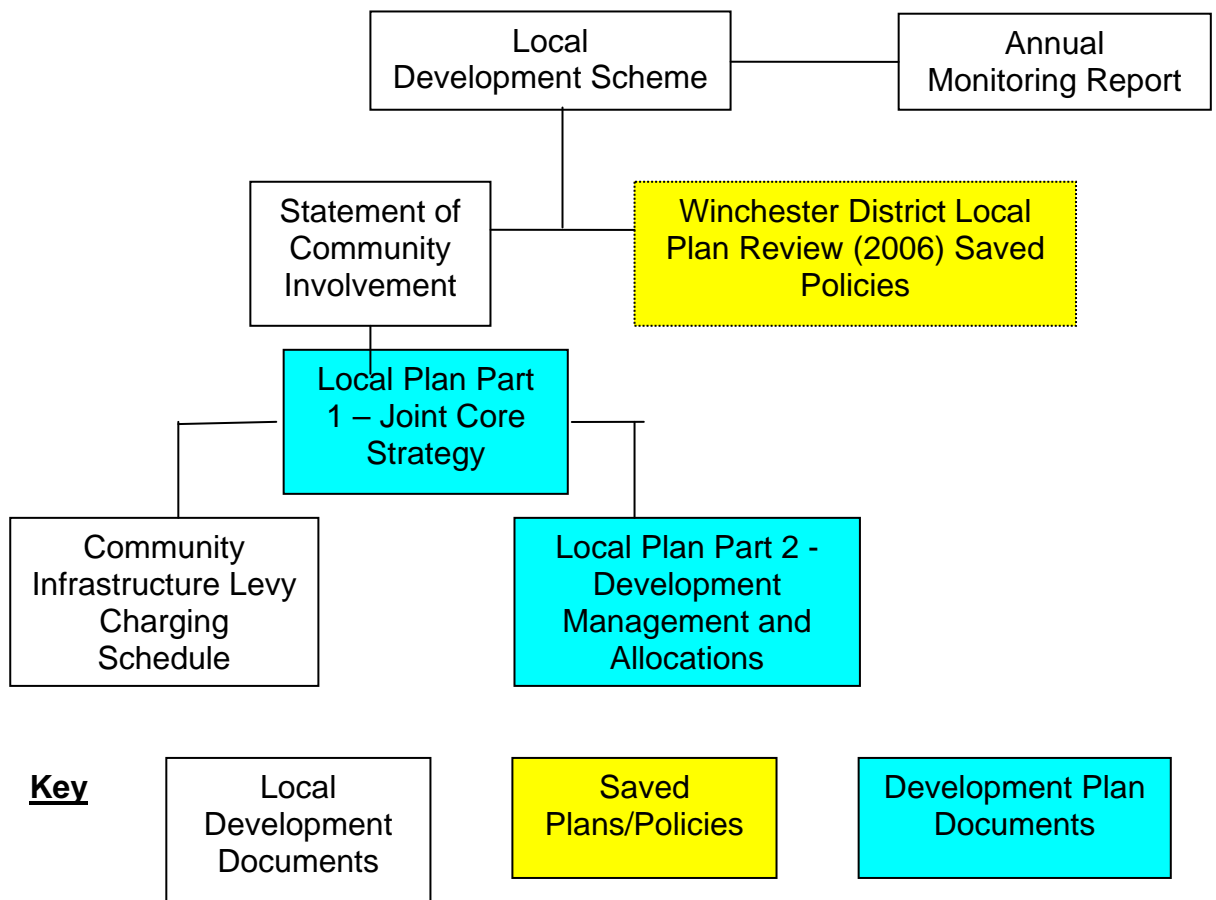 Local
Development Scheme
Annual
Monitoring Report
Statement of
Community
Involvement
Winchester District Local
Plan Review (2006) Saved
Policies
Local Plan Part
1 – Joint Core
Strategy
Community
Infrastructure Levy
Charging
Schedule
Local Plan Part 2 -
Development
Management and
Allocations
Key
Local
Development
Documents
Saved
Plans/Policies
Development Plan
Documents